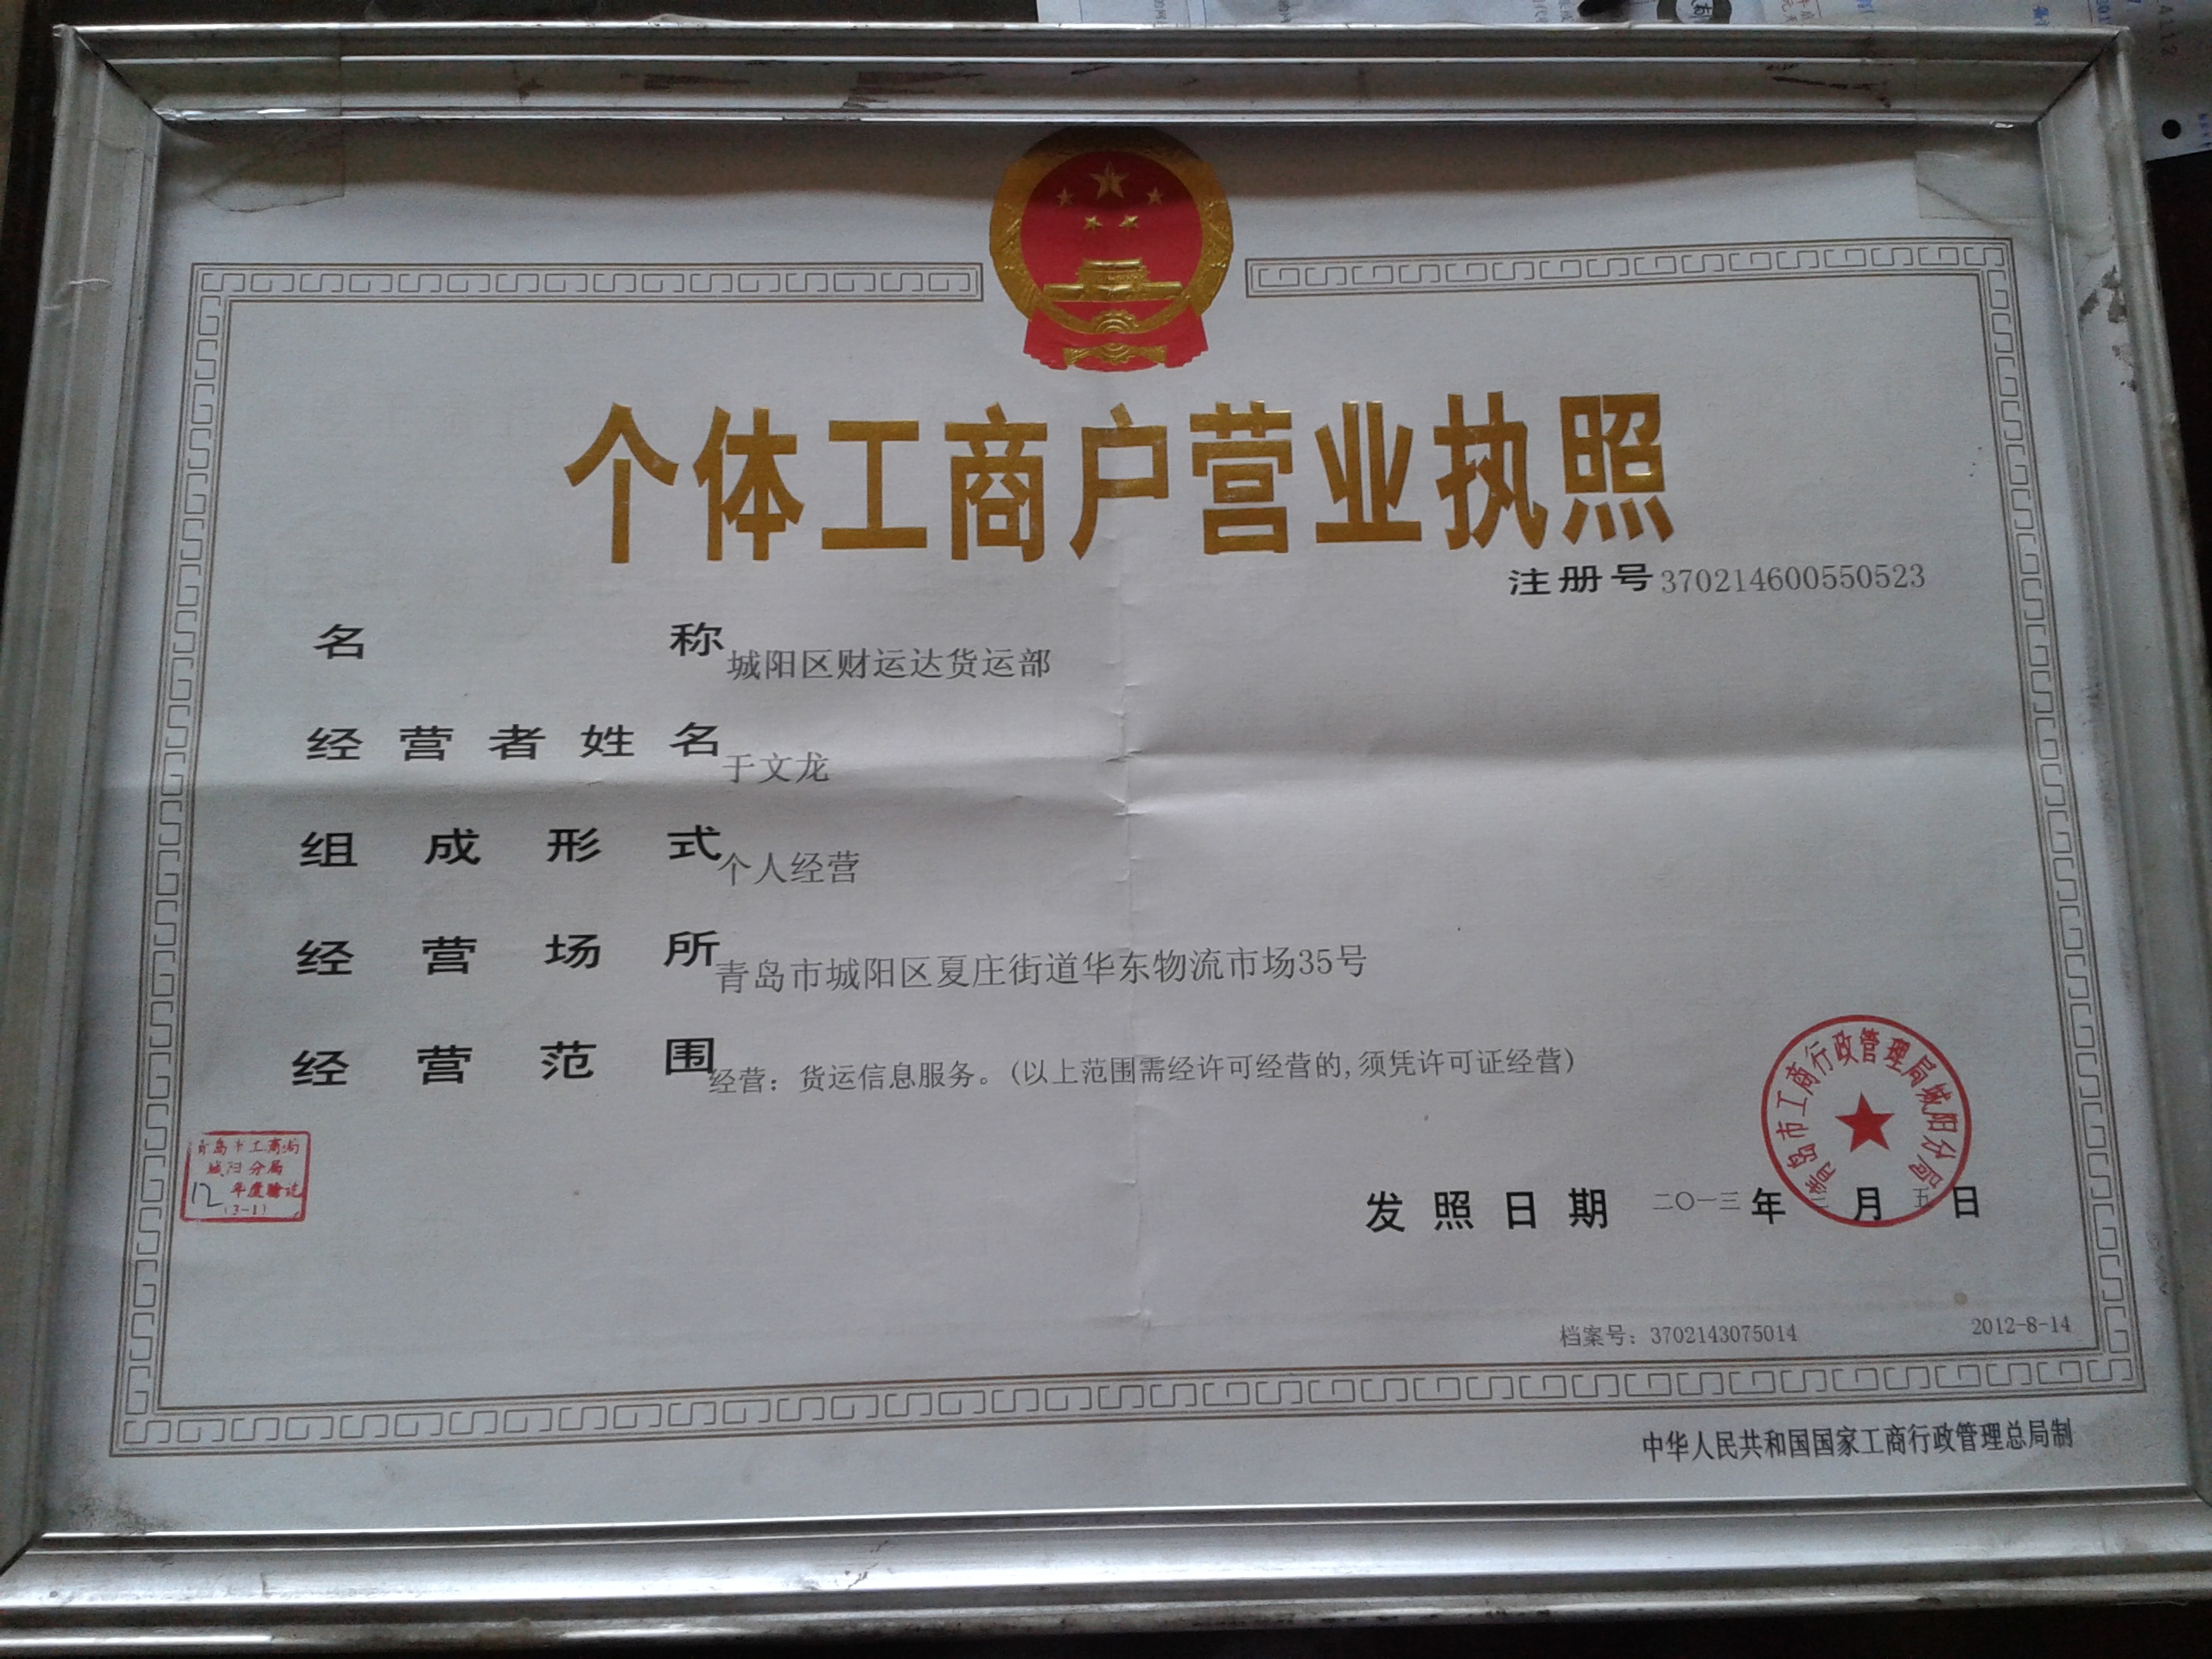 个体工商户营业执照
注册号370214600550523
名称 城阳区财运达货运部
经营者姓名 于文龙
组成形式 个人经营
经营场所 青岛市城阳区夏庄街道华东物流市场35号
经营范围 经营：货运信息服务。(以上范围需经许可经营的,须凭许可证经营)
青岛市工商行政管理局城阳分局
青岛市工商局
城阳分局
12 年度验讫
(3-1)
发照日期 二〇一三年 月五日
档案号：3702143075014 2012-8-14
中华人民共和国国家工商行政管理总局制
A112